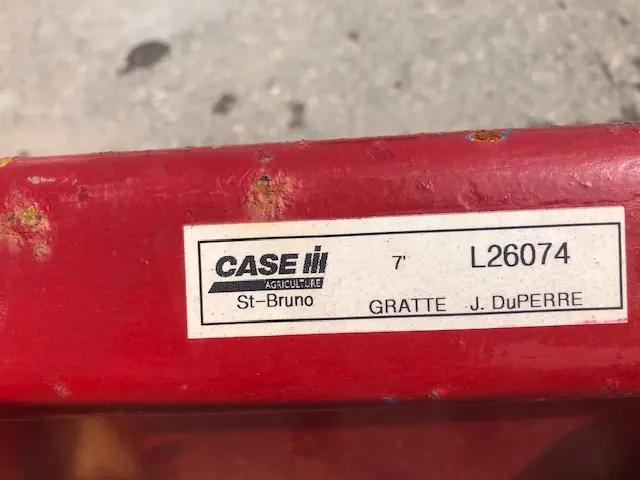 CASE IH 7' L26074
AGRICULTURE
St-Bruno GRATTE J. DuPERRE